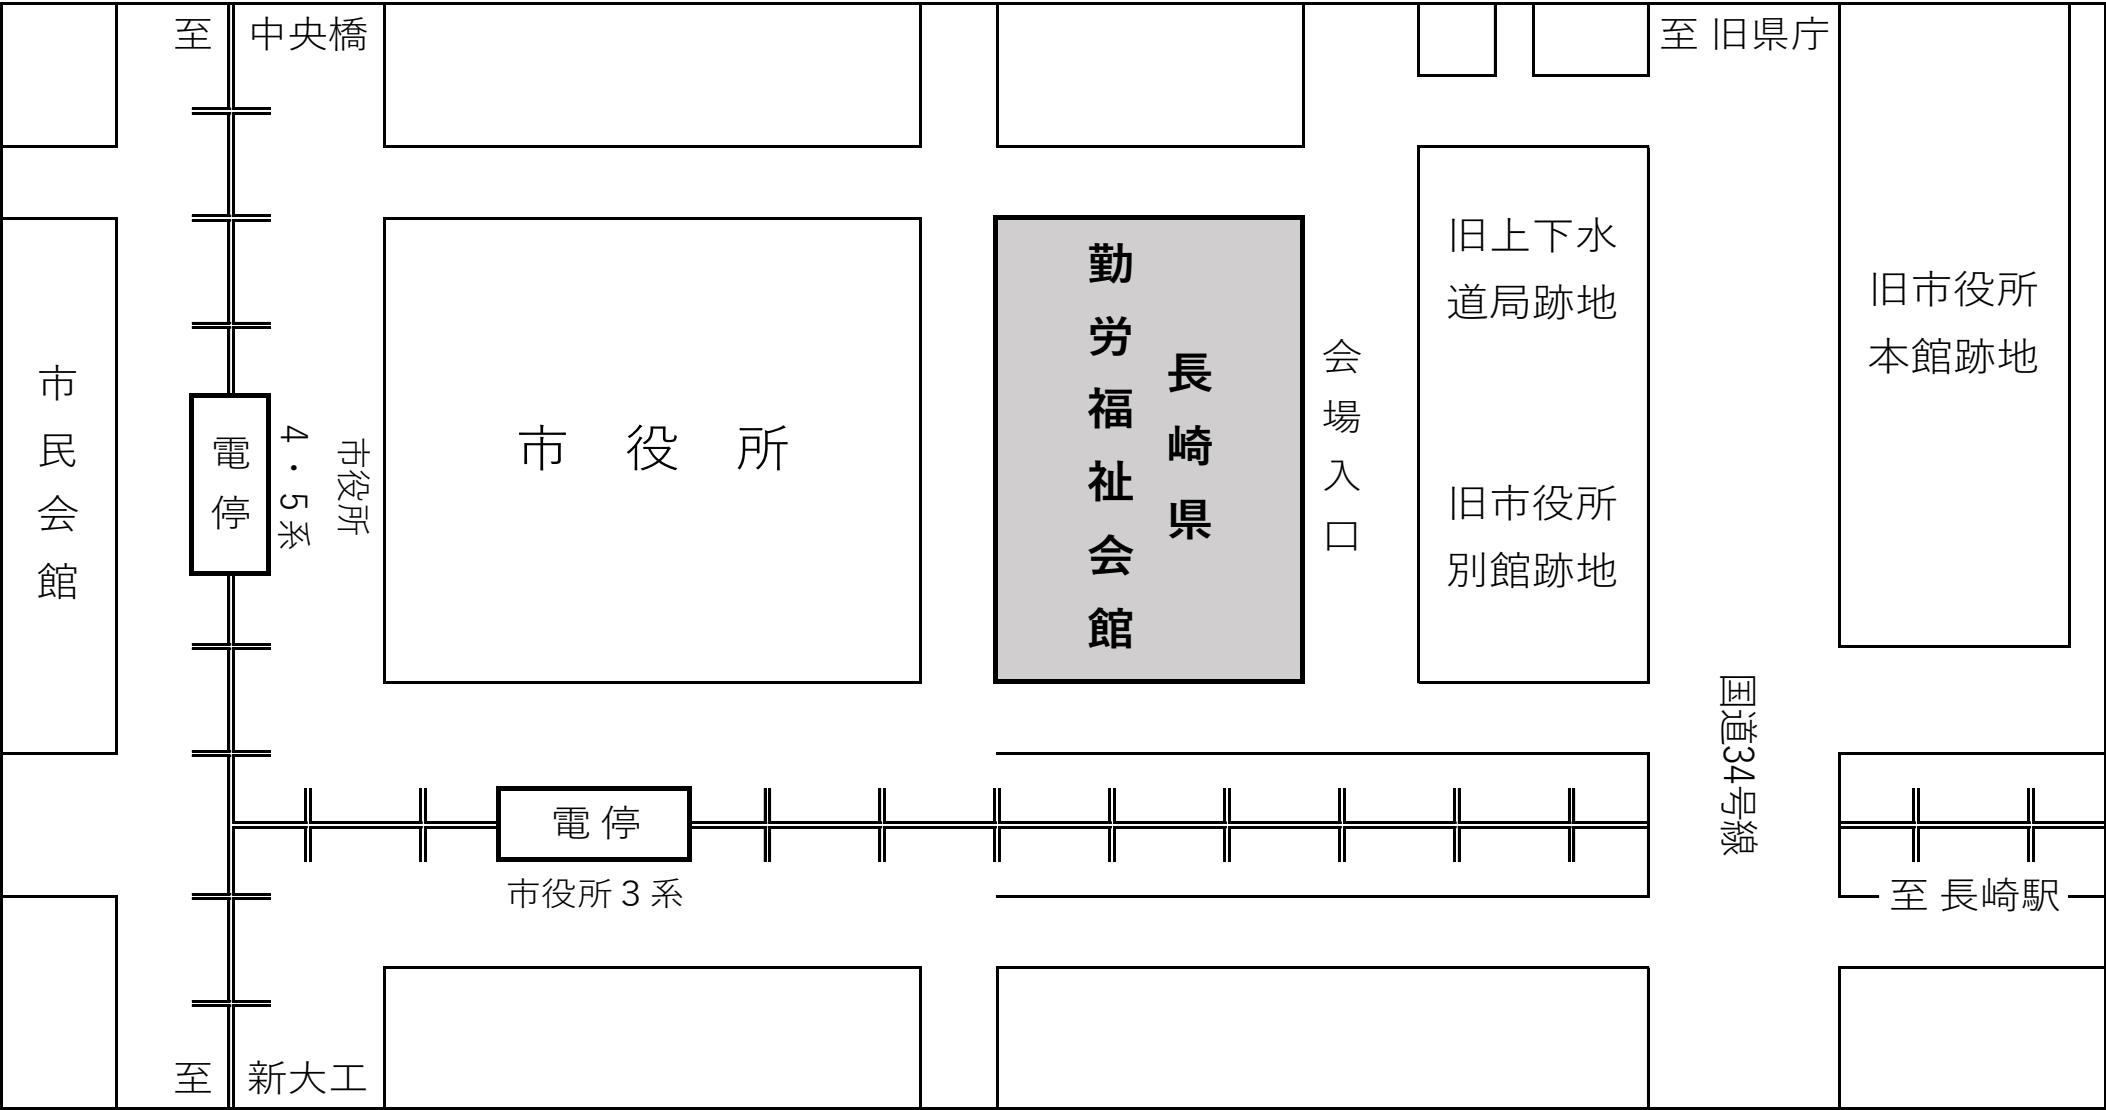 至 中央橋
至 旧県庁
市民会館
電停
4・5系
市役所
市 役 所
長崎県
勤労福祉会館
会場入口
旧上下水
道局跡地
旧市役所
別館跡地
旧市役所
本館跡地
国道34号線
電停
市役所3系
至 長崎駅
至 新大工